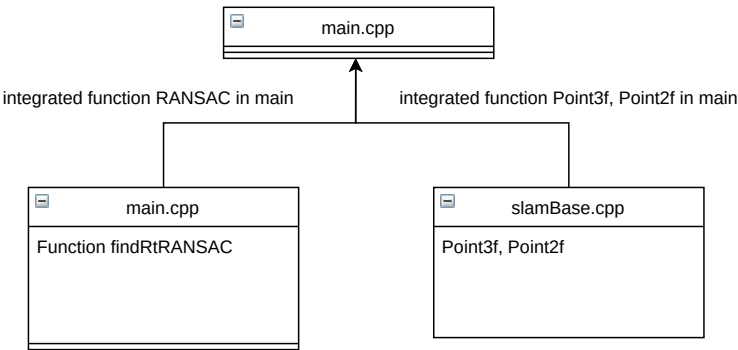 main.cpp
integrated function RANSAC in main
integrated function Point3f, Point2f in main
main.cpp
Function findRtRANSAC
slamBase.cpp
Point3f, Point2f